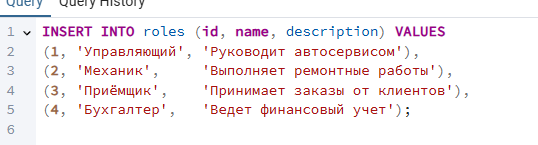 Query Query History
1 INSERT INTO roles (id, name, description) VALUES
2 (1, 'Управляющий', 'Руководит автосервисом'),
3 (2, 'Механик', 'Выполняет ремонтные работы'),
4 (3, 'Приёмщик', 'Принимает заказы от клиентов'),
5 (4, 'Бухгалтер', 'Ведет финансовый учет');
6